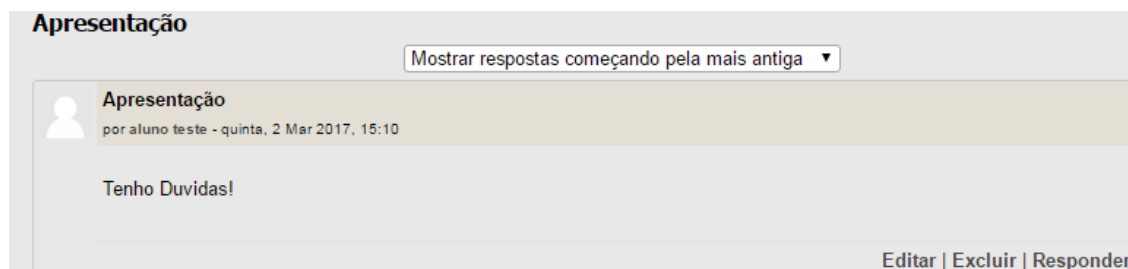 Apresentação
Mostrar respostas começando pela mais antiga
Apresentação
por aluno teste - quinta, 2 Mar 2017, 15:10
Tenho Duvidas!
Editar | Excluir | Responder